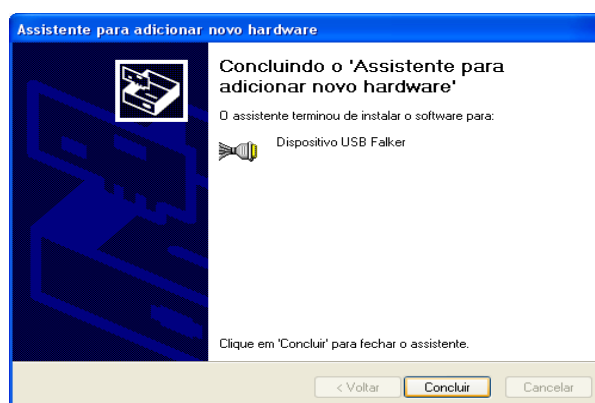 Assistente para adicionar novo hardware
Concluindo o 'Assistente para
adicionar novo hardware'
O assistente terminou de instalar o software para:
Dispositivo USB Falker
Clique em 'Concluir' para fechar o assistente.
< Voltar
Concluir
Cancelar